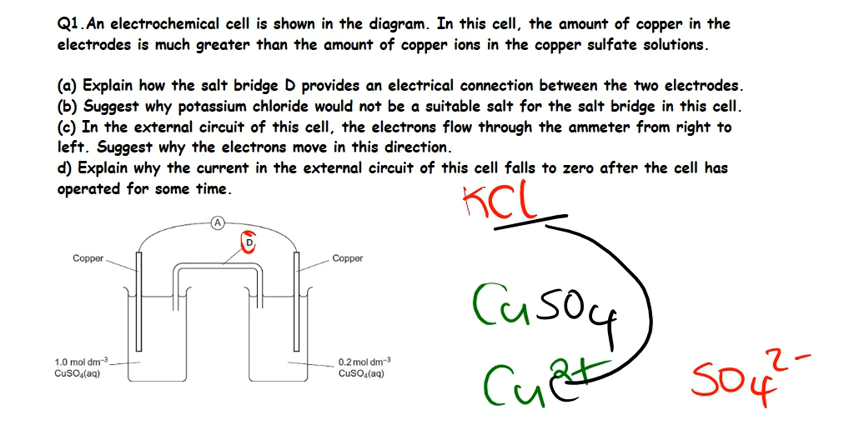 Q1.An electrochemical cell is shown in the diagram. In this cell, the amount of copper in the
electrodes is much greater than the amount of copper ions in the copper sulfate solutions.
(a) Explain how the salt bridge D provides an electrical connection between the two electrodes.
(b) Suggest why potassium chloride would not be a suitable salt for the salt bridge in this cell.
(c) In the external circuit of this cell, the electrons flow through the ammeter from right to
left. Suggest why the electrons move in this direction.
d) Explain why the current in the external circuit of this cell falls to zero after the cell has
operated for some time.
KCl
A
D
Copper
Copper
CuSO4
1.0 mol dm⁻³
CuSO₄(aq)
0.2 mol dm⁻³
CuSO₄(aq)
Cu²⁺
SO₄²⁻